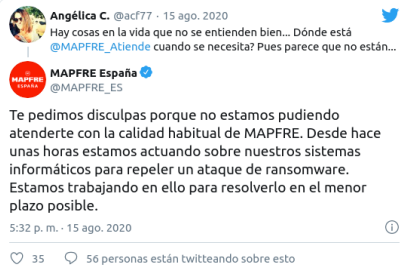 Angélica C. @acf77 · 15 ago. 2020
Hay cosas en la vida que no se entienden bien... Dónde está
@MAPFRE_Atiende cuando se necesita? Pues parece que no están...
MAPFRE
ESPAÑA
MAPFRE España
@MAPFRE_ES
Te pedimos disculpas porque no estamos pudiendo
atenderte con la calidad habitual de MAPFRE. Desde hace
unas horas estamos actuando sobre nuestros sistemas
informáticos para repeler un ataque de ransomware.
Estamos trabajando en ello para resolverlo en el menor
plazo posible.
5:32 p. m. · 15 ago. 2020
35 56 personas están twitteando sobre esto